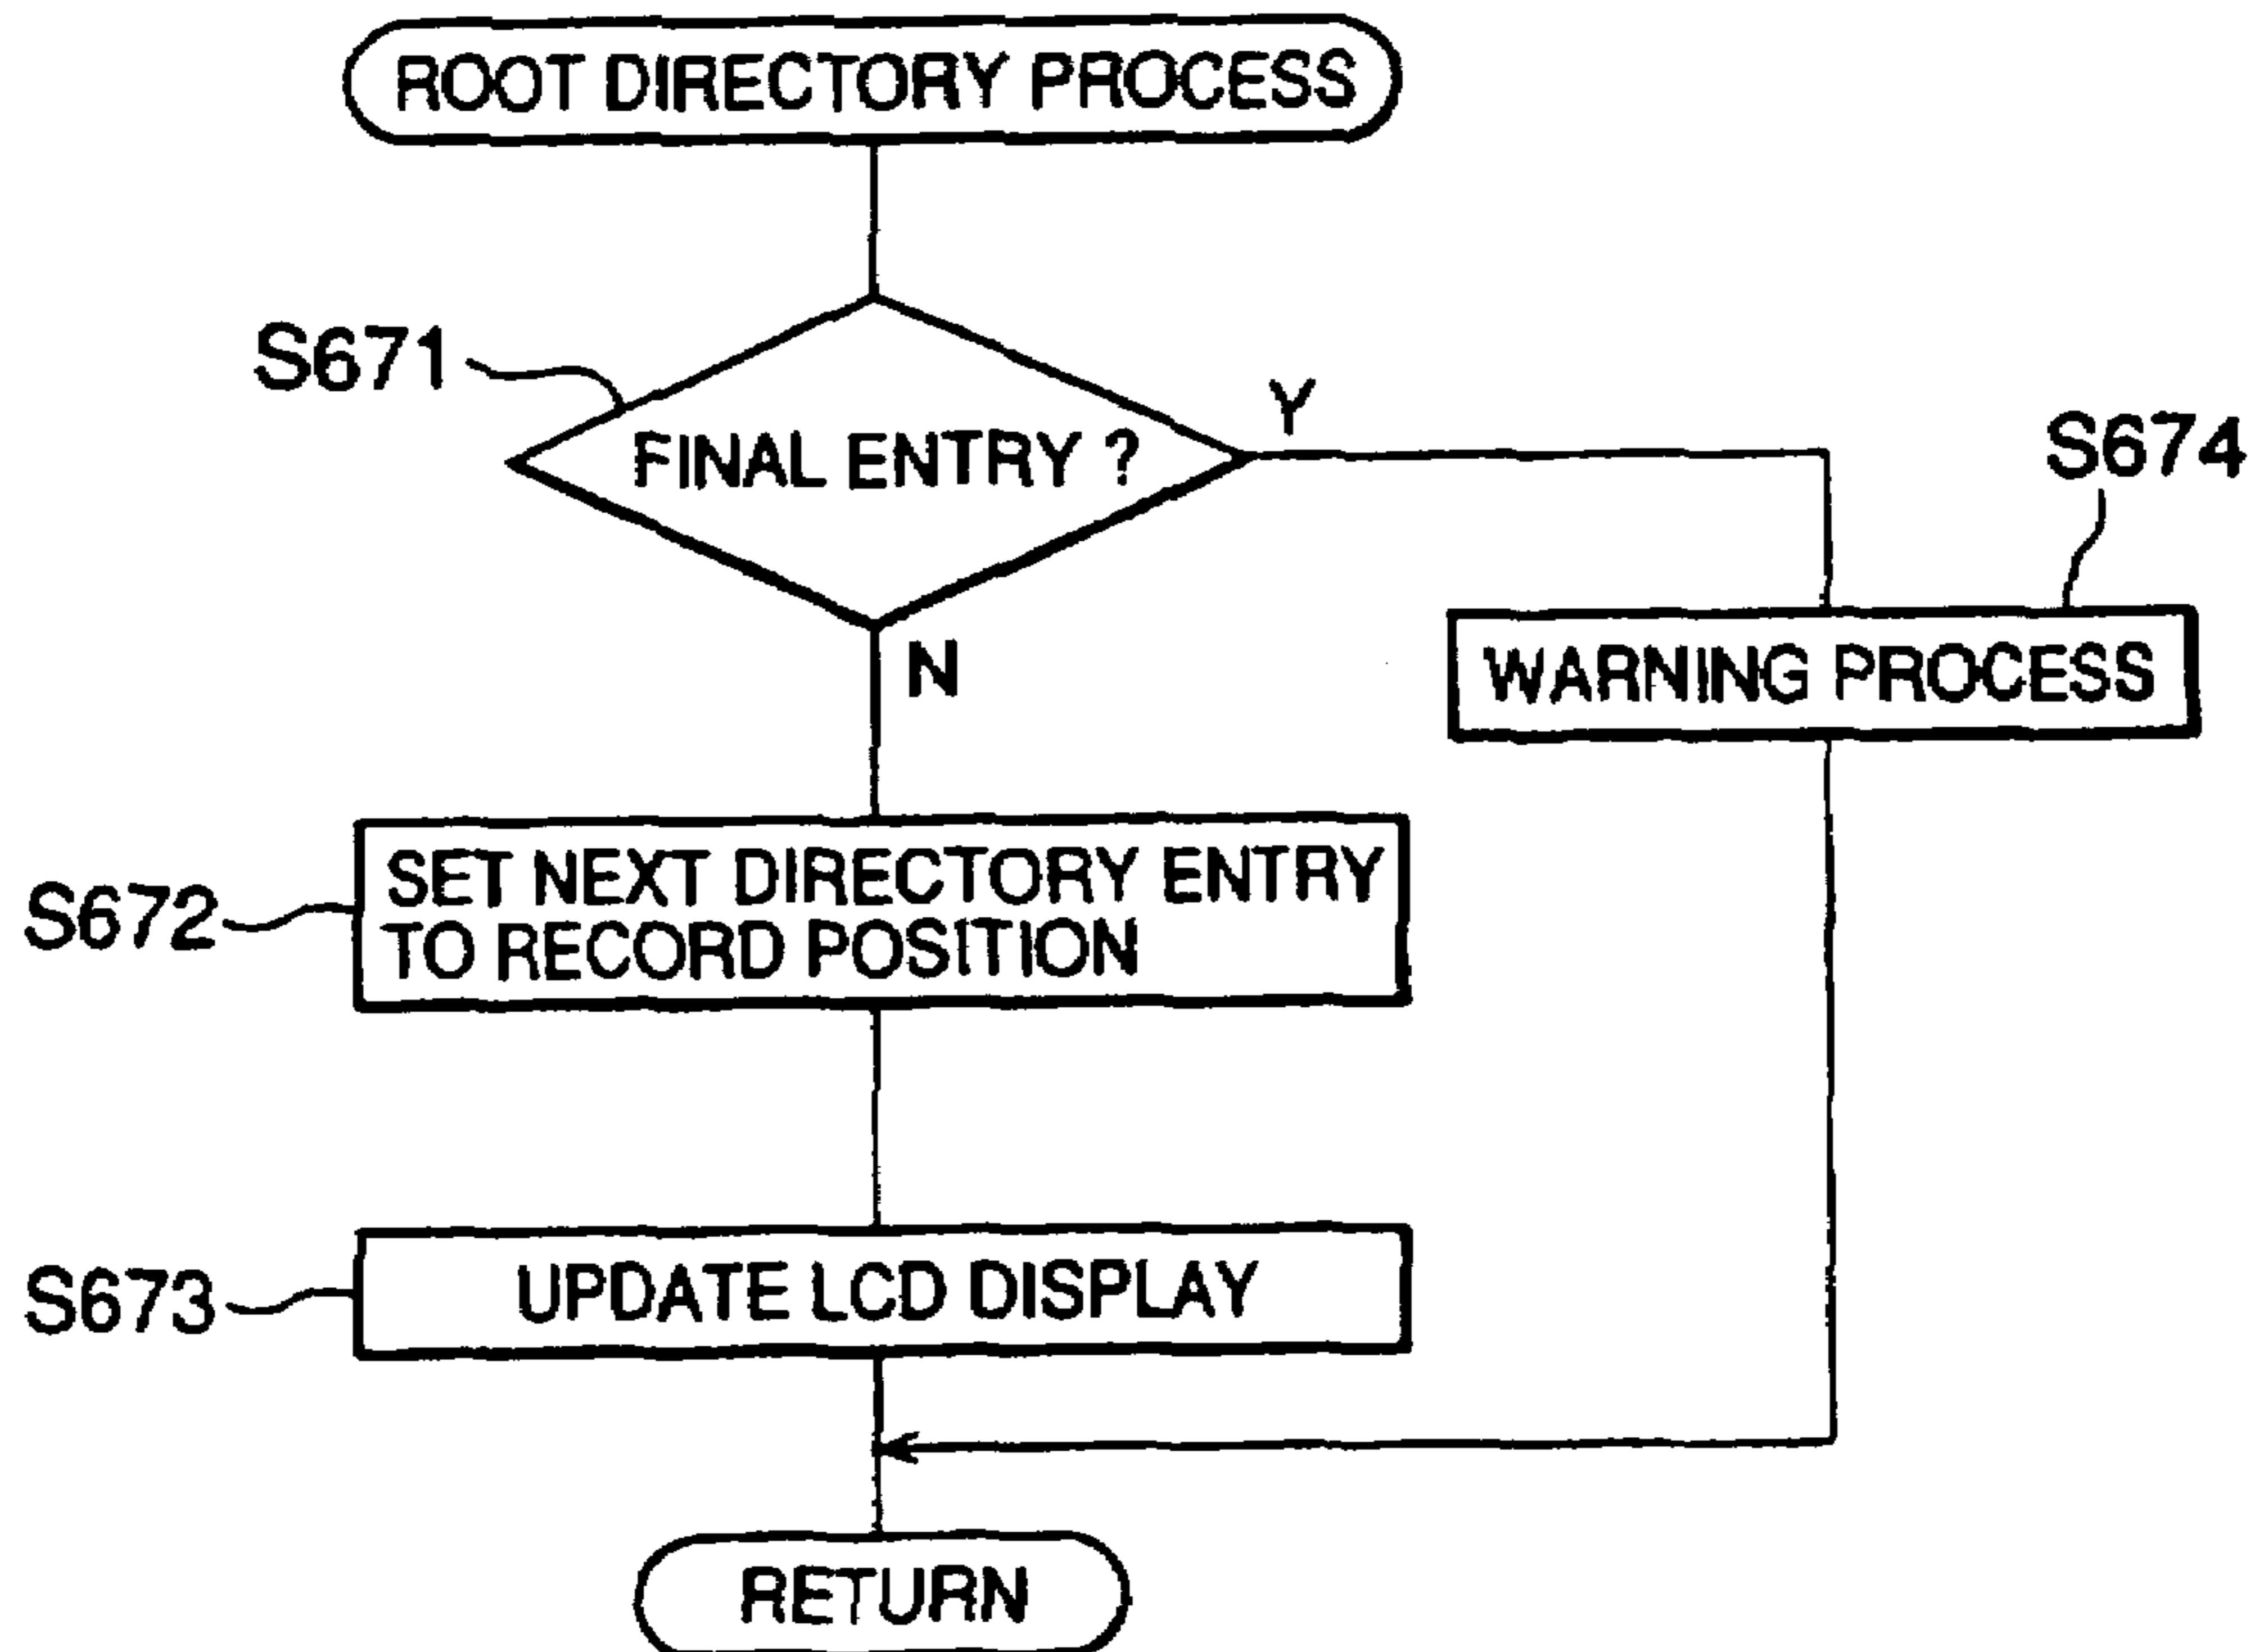 ROOT DIRECTORY PROCESS
S671
FINAL ENTRY ?
Y
S674
N
WARNING PROCESS
S672
SET NEXT DIRECTORY ENTRY
TO RECORD POSITION
S673
UPDATE LCD DISPLAY
RETURN